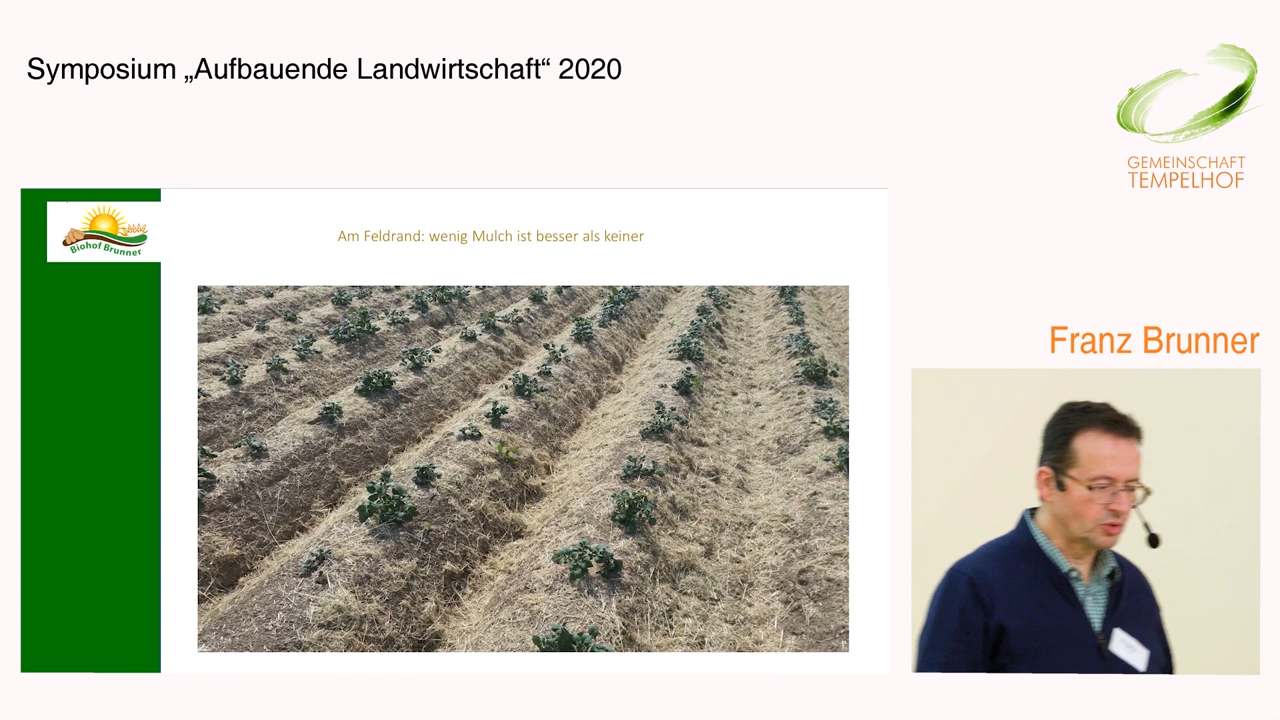 Symposium „Aufbauende Landwirtschaft“ 2020
GEMEINSCHAFT
TEMPELHOF
Biohof Brunner
Am Feldrand: wenig Mulch ist besser als keiner
Franz Brunner